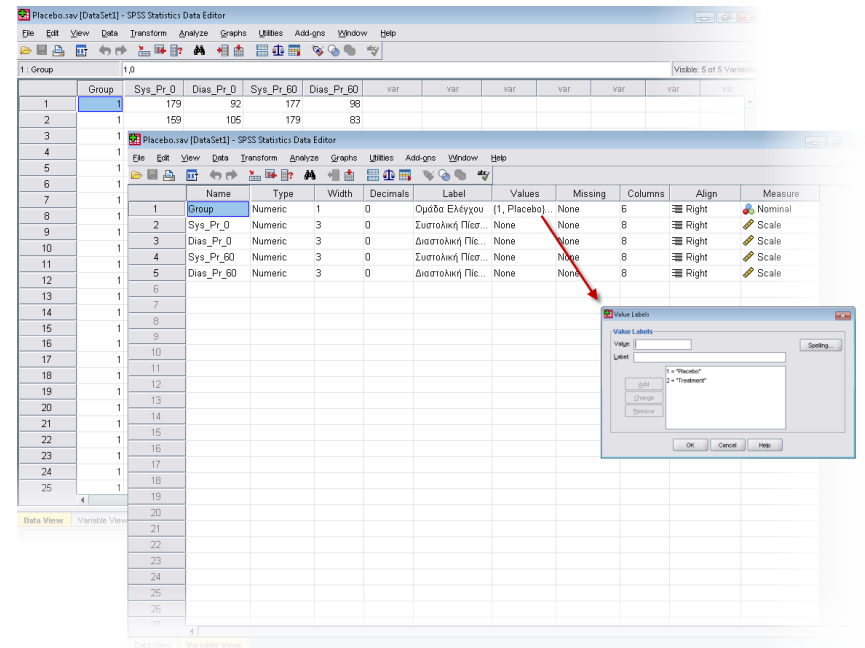 Placebo.sav [DataSet1] - SPSS Statistics Data Editor
File Edit View Data Transform Analyze Graphs Utilities Add-ons Window Help
1 : Group 1,0 Visible: 5 of 5 Variables
Group Sys_Pr_0 Dias_Pr_0 Sys_Pr_60 Dias_Pr_60 var var var var var var var
1 1 179 92 177 98
2 1 159 105 179 83
3 1
4 1
5 1
6 1
7 1
8 1
9 1
10 1
11 1
12 1
13 1
14 1
15 1
16 1
17 1
18 1
19 1
20 1
21 1
22 1
23 1
24 1
25 1
Data View Variable View
Placebo.sav [DataSet1] - SPSS Statistics Data Editor
File Edit View Data Transform Analyze Graphs Utilities Add-ons Window Help
Name Type Width Decimals Label Values Missing Columns Align Measure
1 Group Numeric 1 0 Ομάδα Ελέγχου {1, Placebo}... None 6 Right Nominal
2 Sys_Pr_0 Numeric 3 0 Συστολική Πίεσ... None None 8 Right Scale
3 Dias_Pr_0 Numeric 3 0 Διαστολική Πίε... None None 8 Right Scale
4 Sys_Pr_60 Numeric 3 0 Συστολική Πίεσ... None None 8 Right Scale
5 Dias_Pr_60 Numeric 3 0 Διαστολική Πίε... None None 8 Right Scale
6
7
8
9
10
11
12
13
14
15
16
17
18
19
20
21
22
23
24
25
26
27
Data View Variable View
Value Labels
Value Labels
Value:
Label:
Spelling...
1 = "Placebo"
2 = "Treatment"
Add
Change
Remove
OK Cancel Help